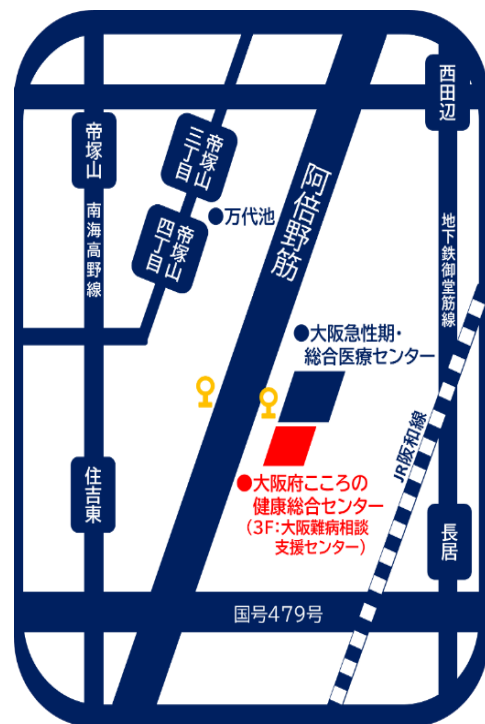 西田辺
帝塚山
帝塚山
三丁目
阿倍野筋
●万代池
帝塚山
四丁目
南海高野線
地下鉄御堂筋線
●大阪急性期・
総合医療センター
JR阪和線
住吉東
●大阪府こころの
健康総合センター
(3F:大阪難病相談
支援センター)
長居
国号479号